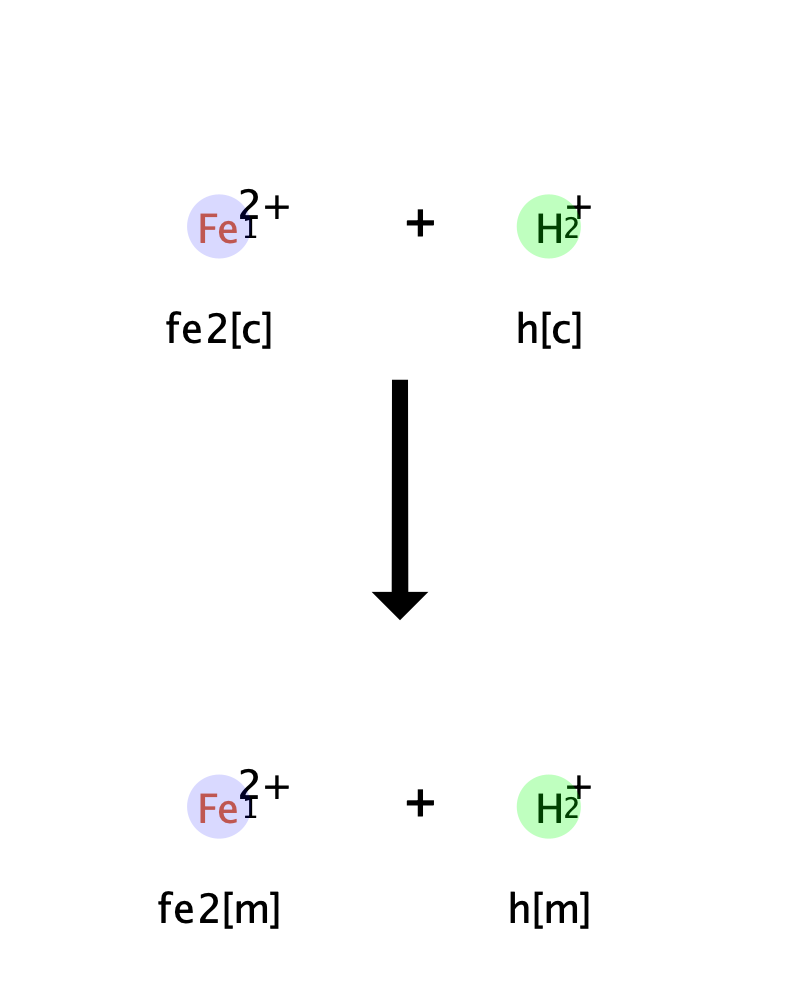 Fe1 2+ + H2 +
fe2[c] h[c]
Fe1 2+ + H2 +
fe2[m] h[m]